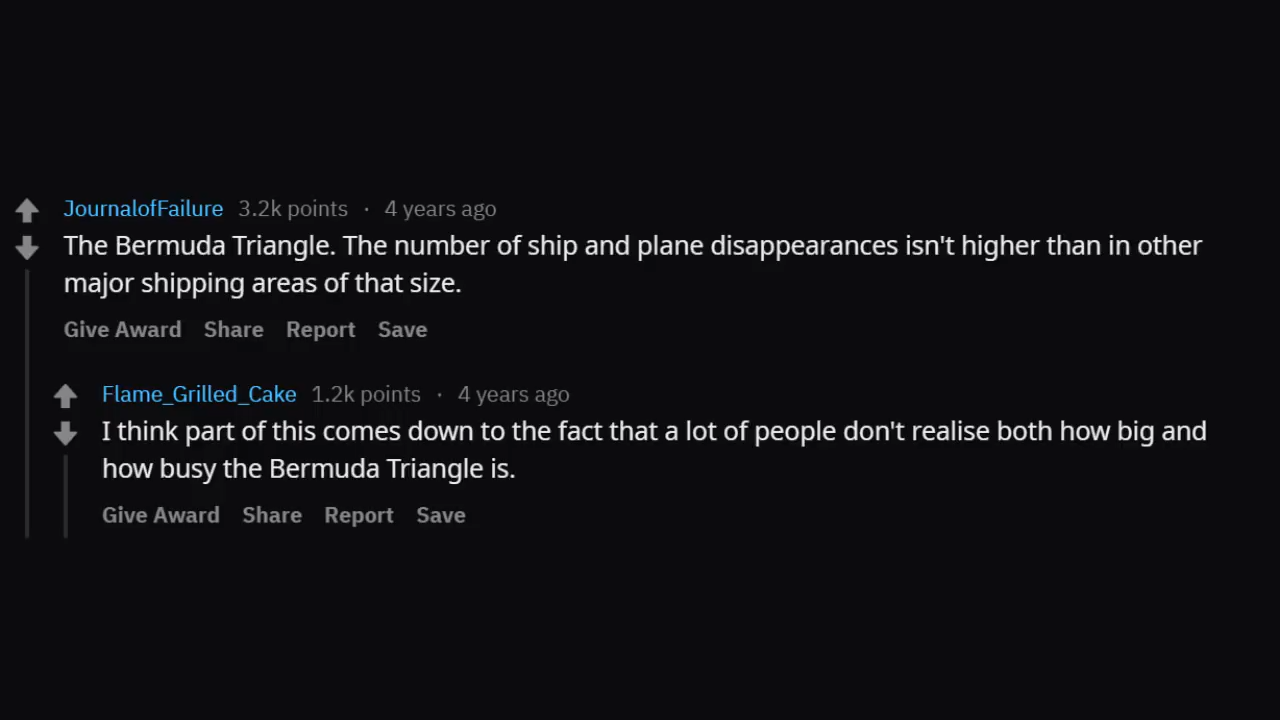 JournalofFailure 3.2k points · 4 years ago
The Bermuda Triangle. The number of ship and plane disappearances isn't higher than in other
major shipping areas of that size.
Give Award Share Report Save
Flame_Grilled_Cake 1.2k points · 4 years ago
I think part of this comes down to the fact that a lot of people don't realise both how big and
how busy the Bermuda Triangle is.
Give Award Share Report Save